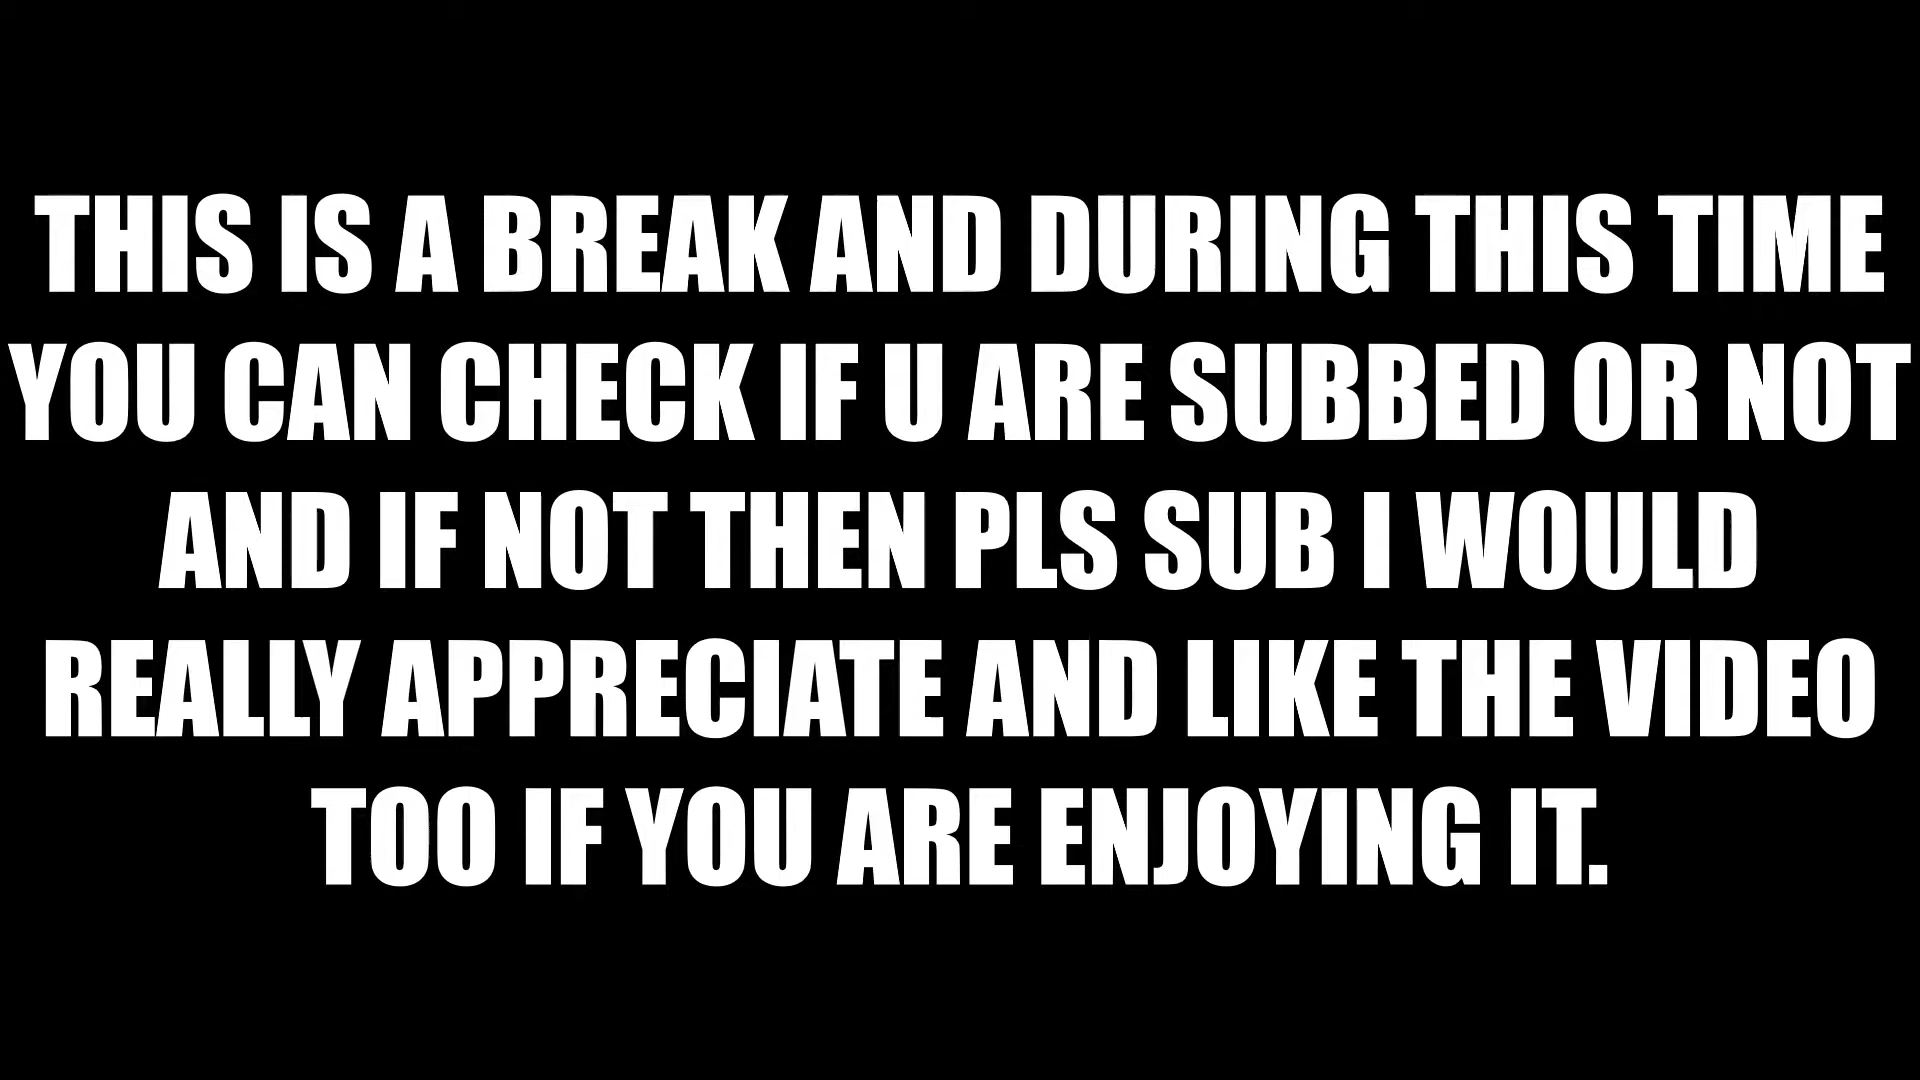 THIS IS A BREAK AND DURING THIS TIME
YOU CAN CHECK IF U ARE SUBBED OR NOT
AND IF NOT THEN PLS SUB I WOULD
REALLY APPRECIATE AND LIKE THE VIDEO
TOO IF YOU ARE ENJOYING IT.